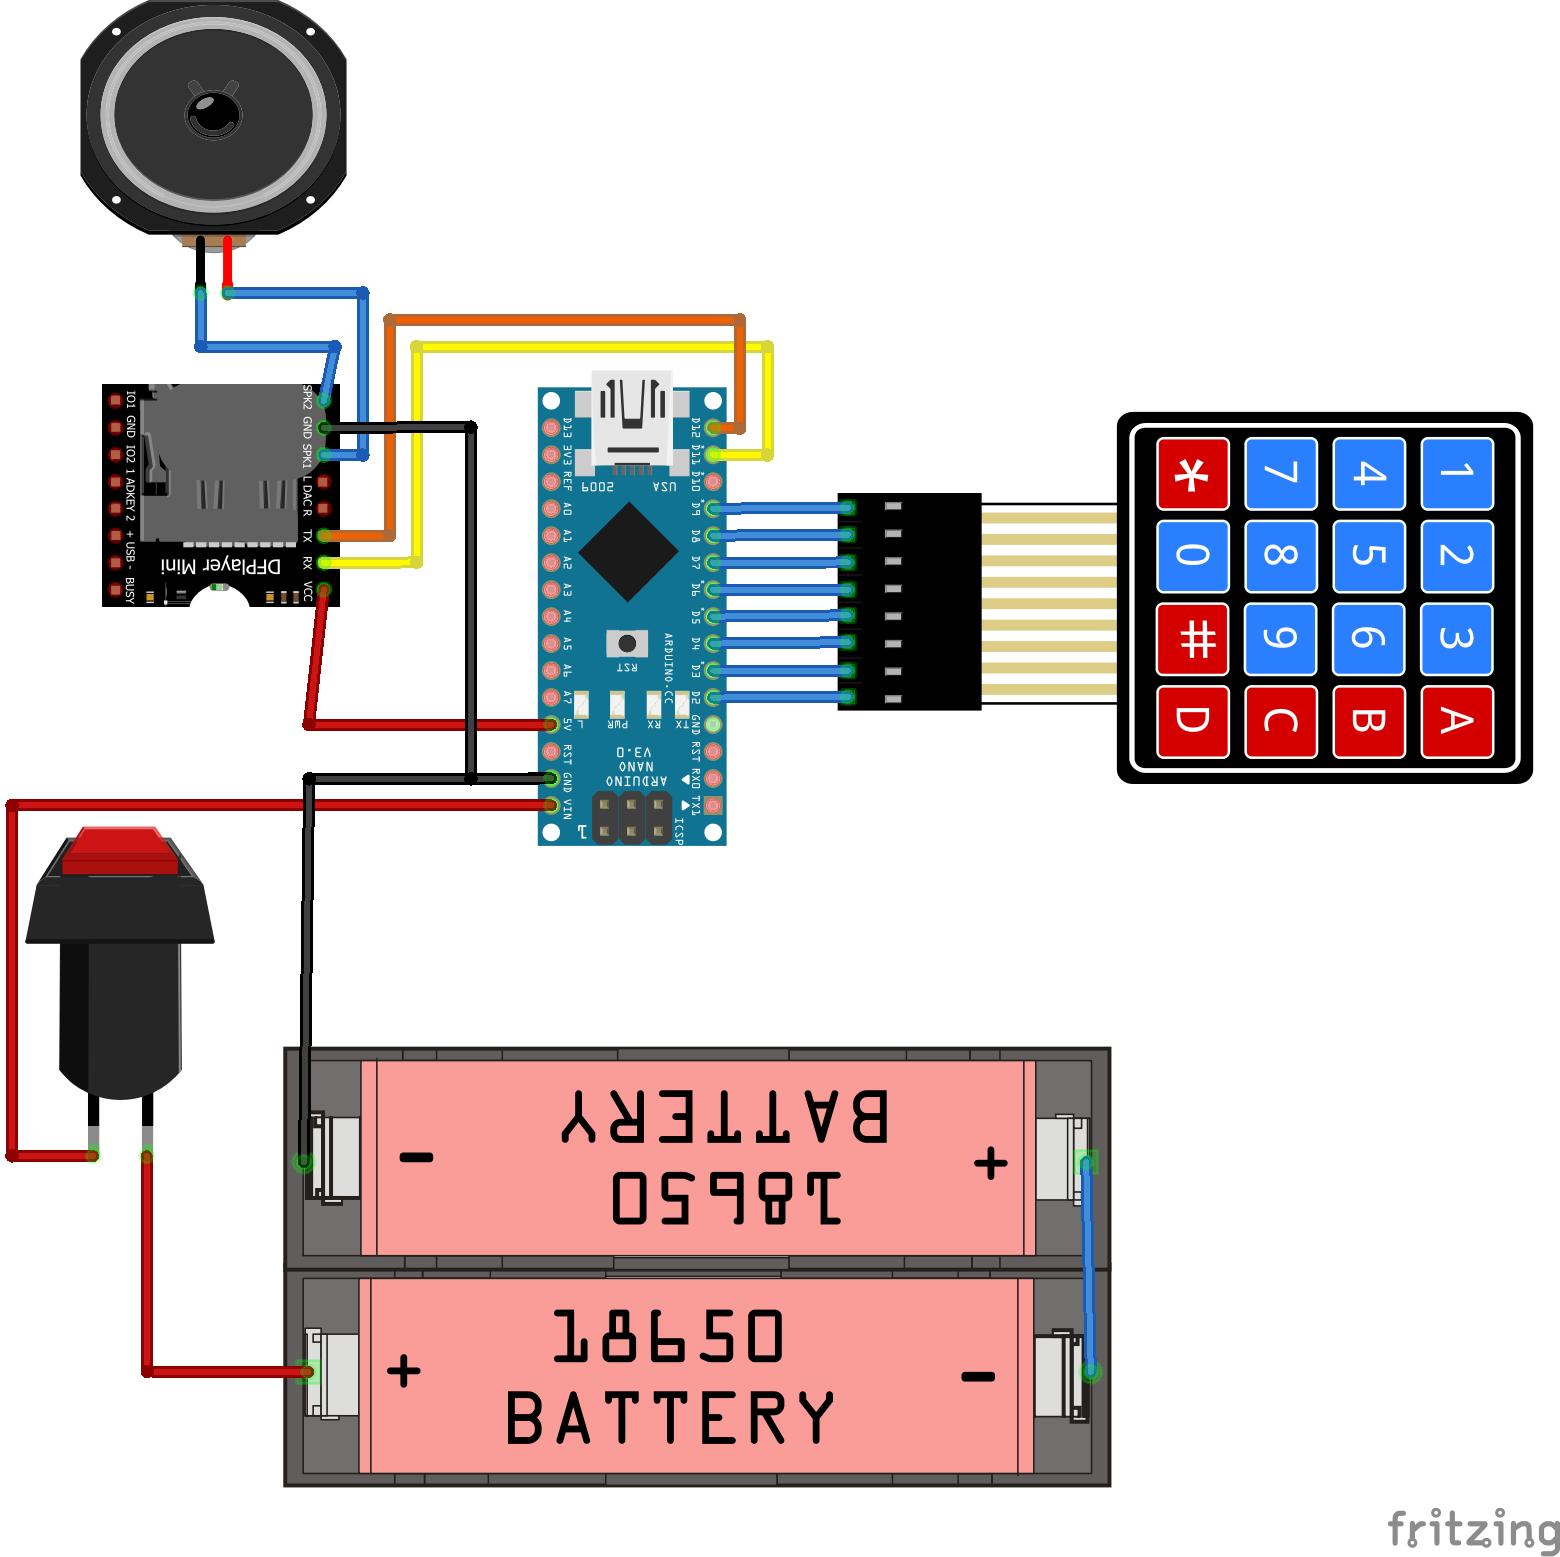 IO1
GND
IO2
1 ADKEY 2
+ USB -
BUSY
SPK2
GND
SPK1
L DAC R
TX
RX
VCC
DFPlayer Mini
D13
3V3
REF
A0
A1
A2
A3
A4
A5
A6
A7
5V
RST
GND
VIN
D12
D11
D10
D9
D8
D7
D6
D5
D4
D3
D2
GND
RST
RX0
TX1
USA
2009
RST
ARDUINO.CC
TX
RX
PWR
L
ARDUINO
NANO
V3.0
ICSP
1
1
2
3
A
4
5
6
B
7
8
9
C
*
0
#
D
18650
BATTERY
+
-
18650
BATTERY
+
-
fritzing